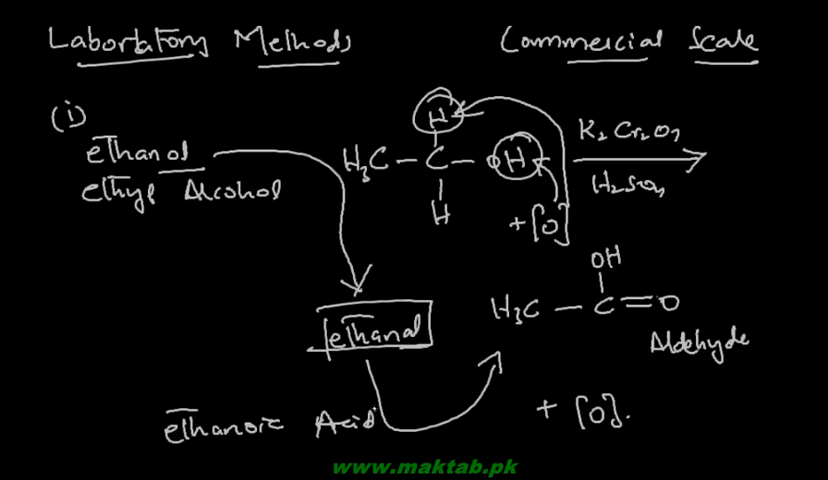 Laboratory Methods
Commercial Scale
(i)
ethanol
ethyl Alcohol
H
H₃C - C - OH
H
+ [O]
K₂Cr₂O₇
H₂SO₄
ethanal
OH
H₃C - C = O
Aldehyde
ethanoic Acid
+ [O].
www.maktab.pk